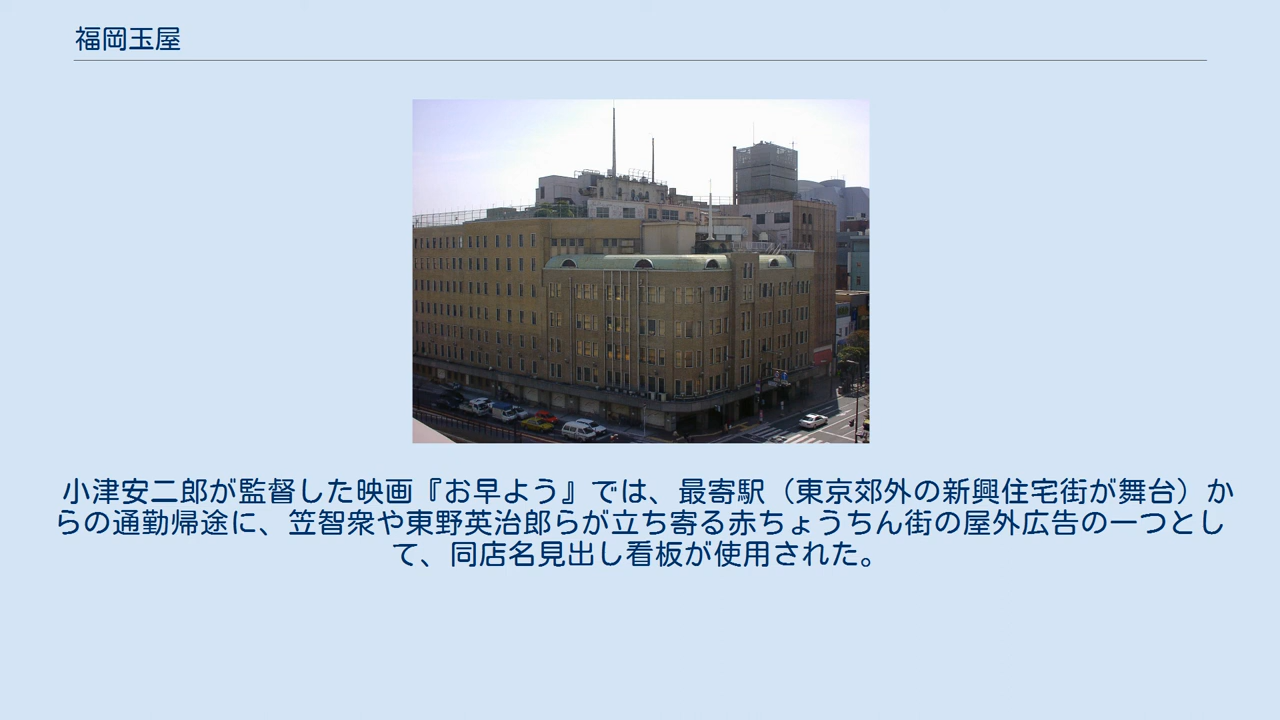 福岡玉屋
小津安二郎が監督した映画『お早よう』では、最寄駅（東京郊外の新興住宅街が舞台）か
らの通勤帰途に、笠智衆や東野英治郎らが立ち寄る赤ちょうちん街の屋外広告の一つとし
て、同店名見出し看板が使用された。